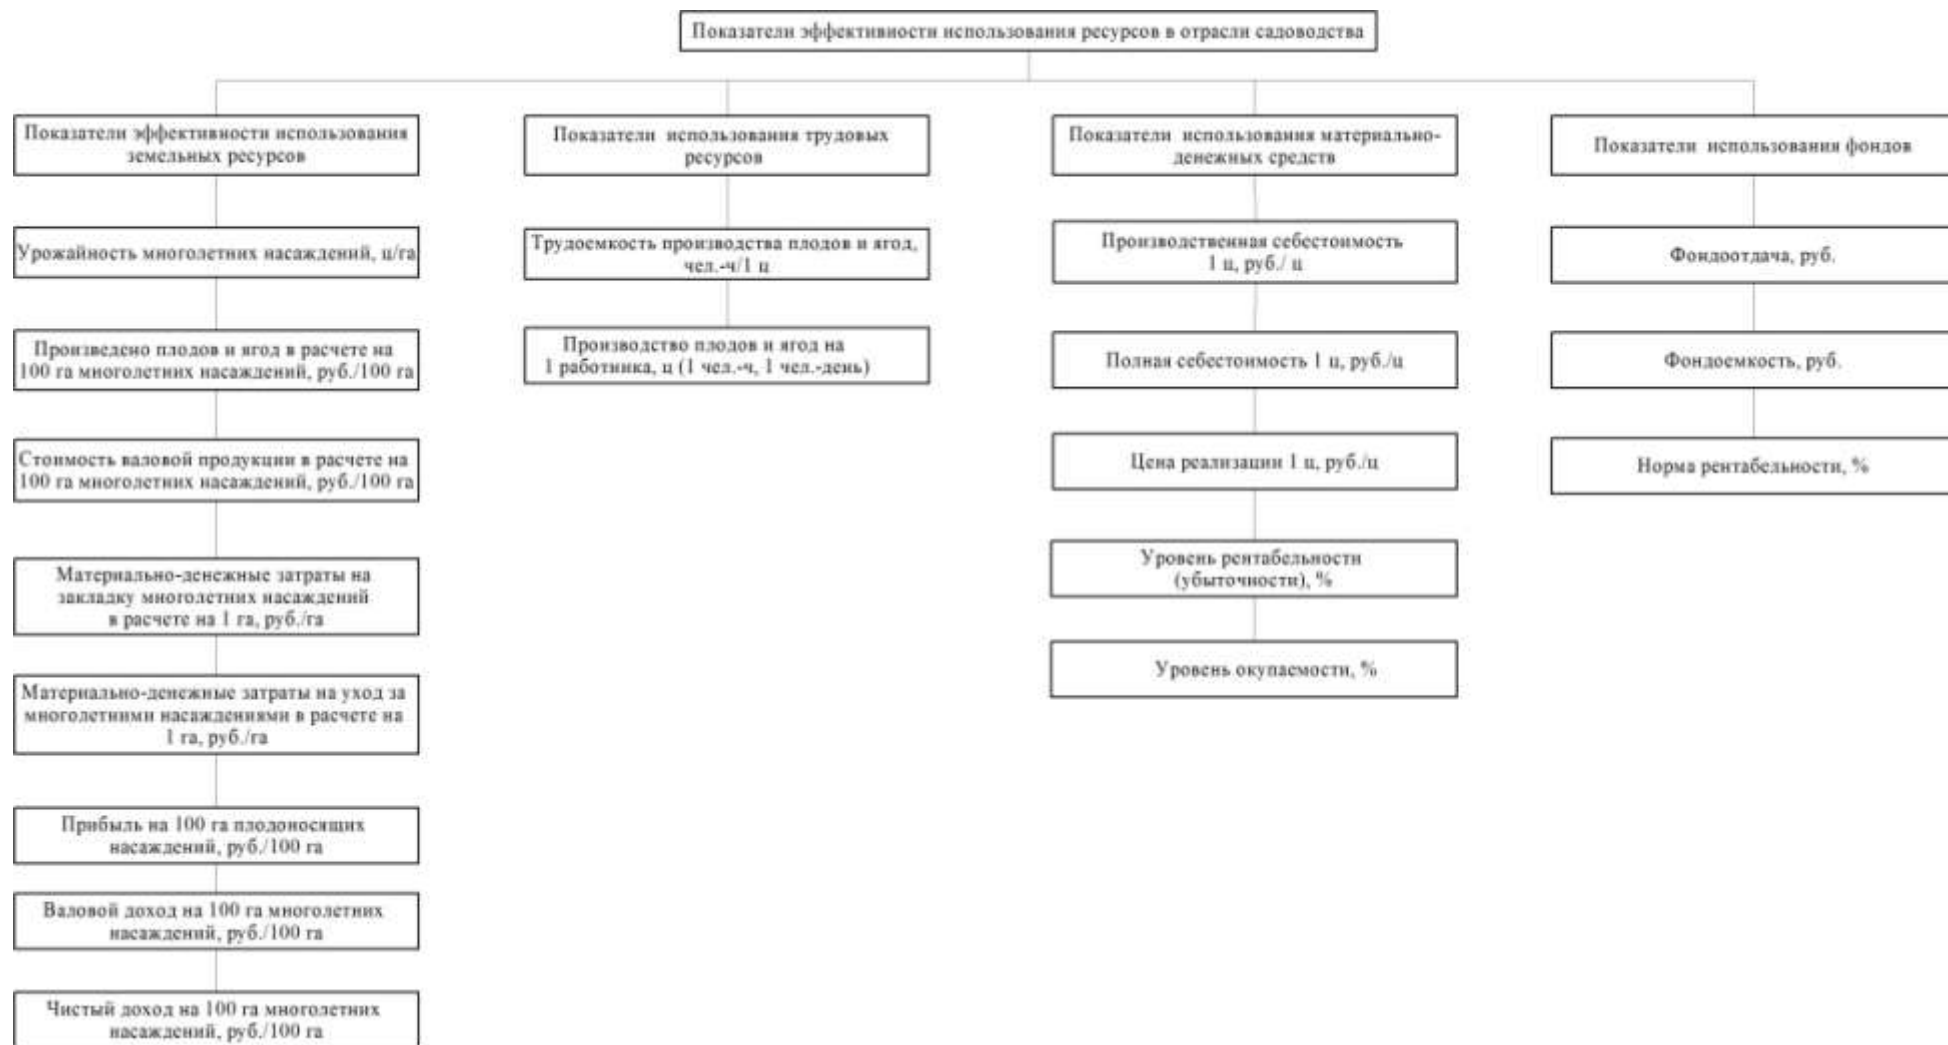 Показатели эффективности использования ресурсов в отрасли садоводства
Показатели эффективности использования
земельных ресурсов
Урожайность многолетних насаждений, ц/га
Произведено плодов и ягод в расчете на
100 га многолетних насаждений, руб./100 га
Стоимость валовой продукции в расчете на
100 га многолетних насаждений, руб./100 га
Материально-денежные затраты на
закладку многолетних насаждений
в расчете на 1 га, руб./га
Материально-денежные затраты на уход за
многолетними насаждениями в расчете на
1 га, руб./га
Прибыль на 100 га плодоносящих
насаждений, руб./100 га
Валовой доход на 100 га многолетних
насаждений, руб./100 га
Чистый доход на 100 га многолетних
насаждений, руб./100 га
Показатели использования трудовых
ресурсов
Трудоемкость производства плодов и ягод,
чел.-ч/1 ц
Производство плодов и ягод на
1 работника, ц (1 чел.-ч, 1 чел.-день)
Показатели использования материально-
денежных средств
Производственная себестоимость
1 ц, руб./ ц
Полная себестоимость 1 ц, руб./ц
Цена реализации 1 ц, руб./ц
Уровень рентабельности
(убыточности), %
Уровень окупаемости, %
Показатели использования фондов
Фондоотдача, руб.
Фондоемкость, руб.
Норма рентабельности, %